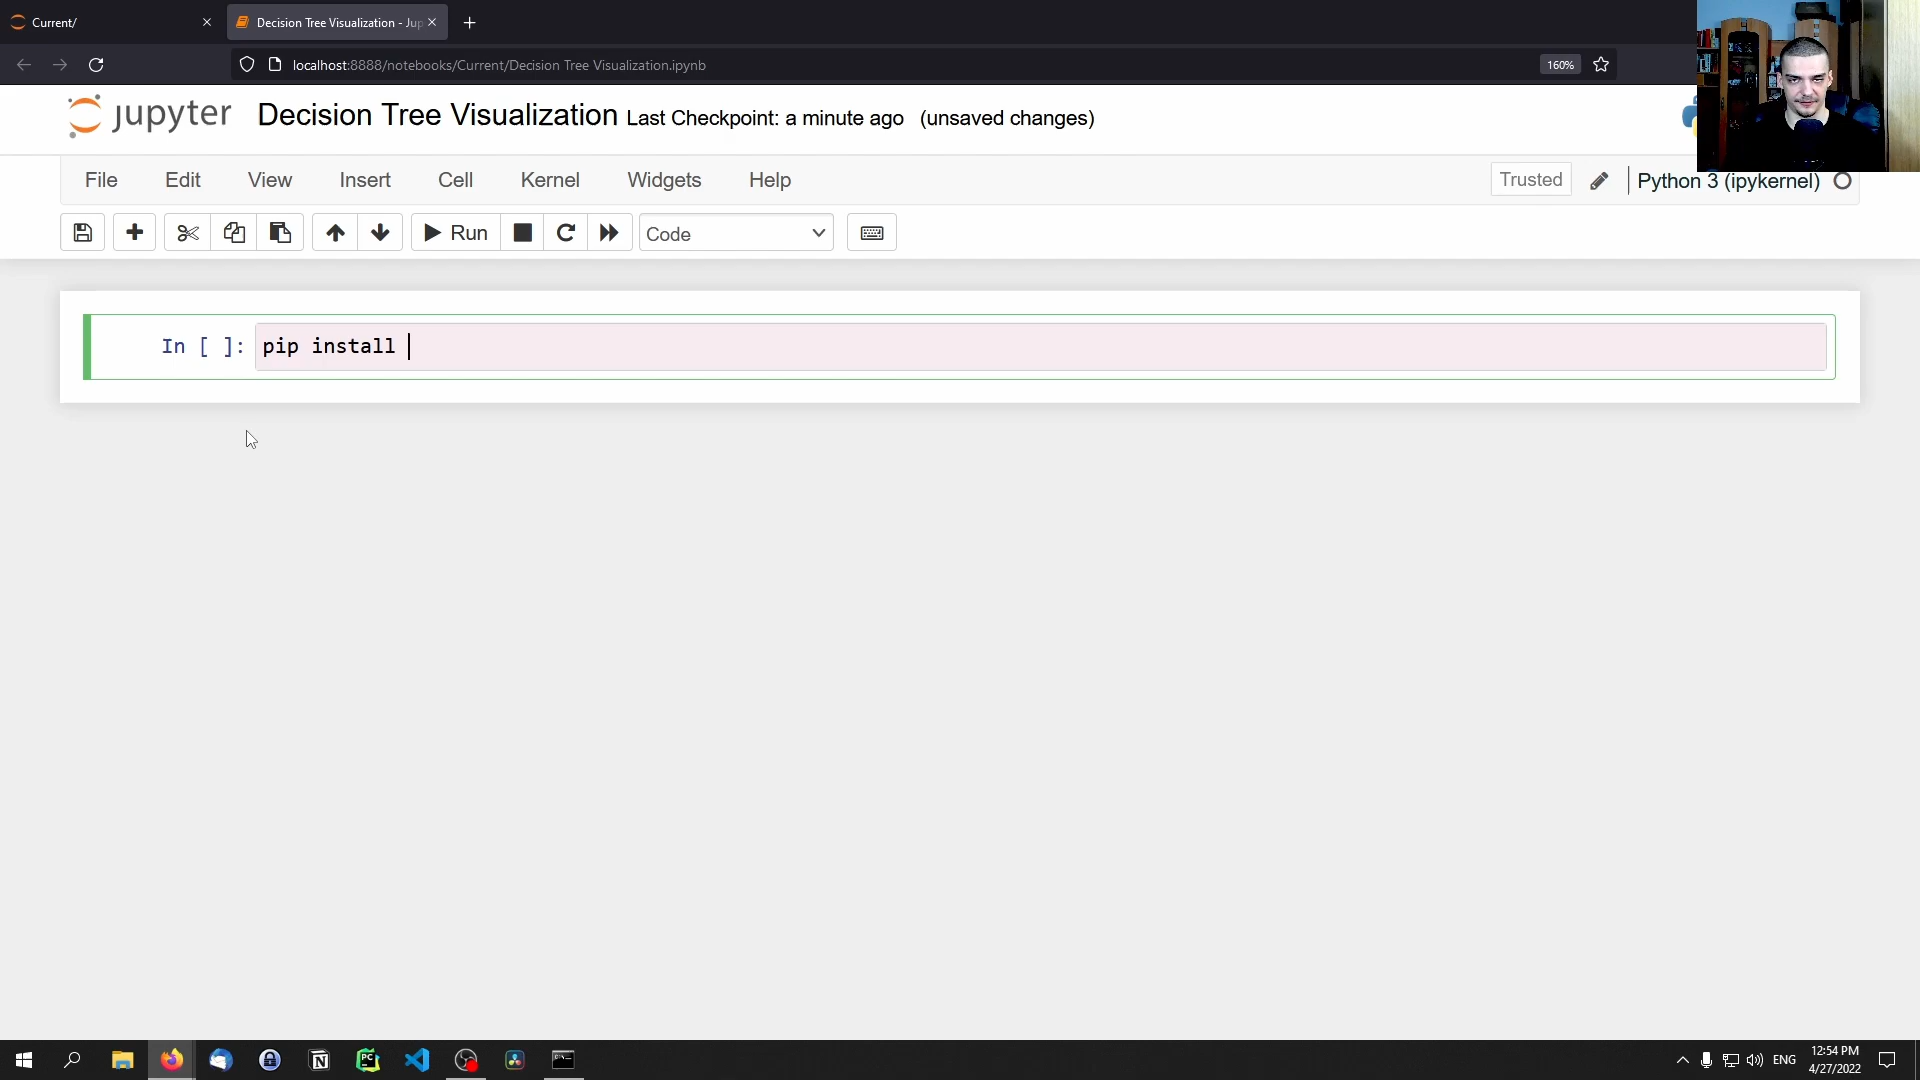 Current/
Decision Tree Visualization - Jup
localhost:8888/notebooks/Current/Decision Tree Visualization.ipynb
160%
jupyter Decision Tree Visualization Last Checkpoint: a minute ago (unsaved changes)
File Edit View Insert Cell Kernel Widgets Help Trusted Python 3 (ipykernel)
Run Code
In [ ]: pip install
PC
ENG
12:54 PM
4/27/2022